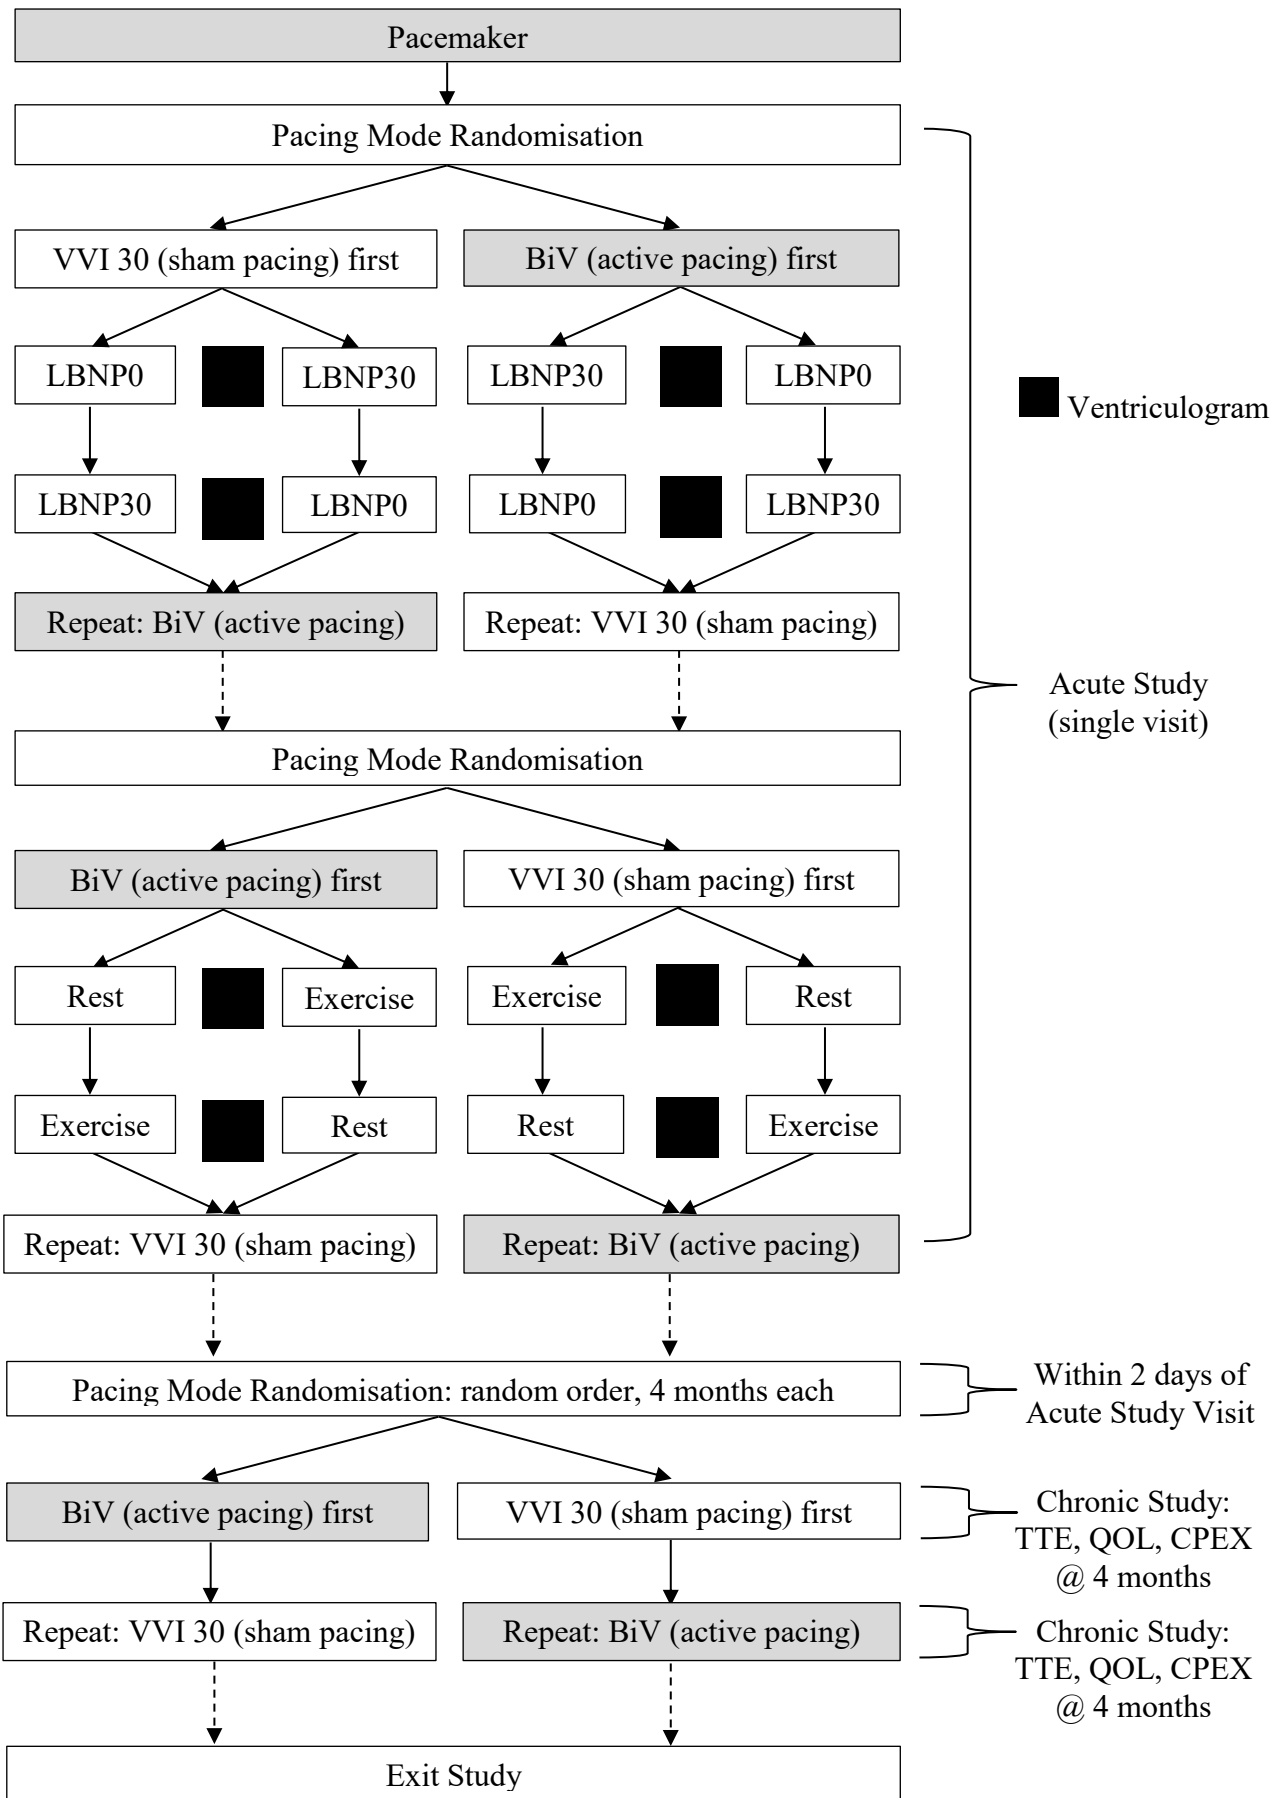 Pacemaker
Pacing Mode Randomisation
VVI 30 (sham pacing) first
BiV (active pacing) first
LBNP0
LBNP30
LBNP30
LBNP0
Ventriculogram
LBNP30
LBNP0
LBNP0
LBNP30
Repeat: BiV (active pacing)
Repeat: VVI 30 (sham pacing)
Acute Study
(single visit)
Pacing Mode Randomisation
BiV (active pacing) first
VVI 30 (sham pacing) first
Rest
Exercise
Exercise
Rest
Exercise
Rest
Rest
Exercise
Repeat: VVI 30 (sham pacing)
Repeat: BiV (active pacing)
Pacing Mode Randomisation: random order, 4 months each
Within 2 days of
Acute Study Visit
BiV (active pacing) first
VVI 30 (sham pacing) first
Chronic Study:
TTE, QOL, CPEX
@ 4 months
Repeat: VVI 30 (sham pacing)
Repeat: BiV (active pacing)
Chronic Study:
TTE, QOL, CPEX
@ 4 months
Exit Study